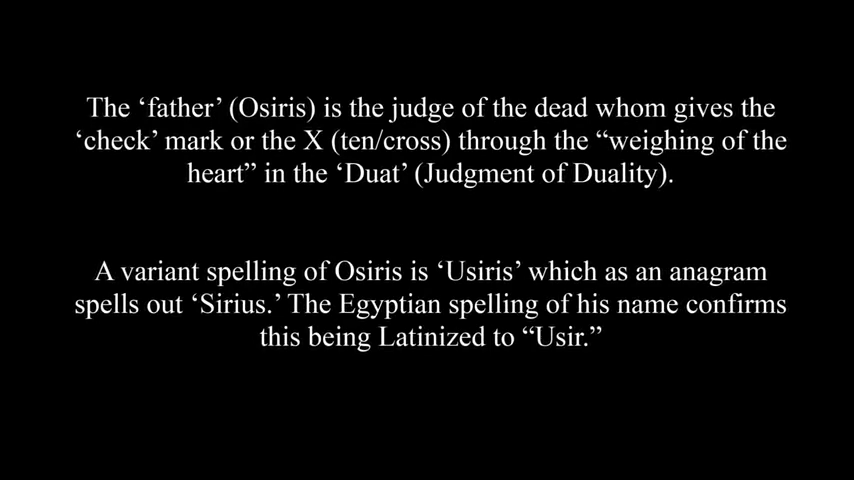 The ‘father’ (Osiris) is the judge of the dead whom gives the
‘check’ mark or the X (ten/cross) through the “weighing of the
heart” in the ‘Duat’ (Judgment of Duality).
A variant spelling of Osiris is ‘Usiris’ which as an anagram
spells out ‘Sirius.’ The Egyptian spelling of his name confirms
this being Latinized to “Usir.”